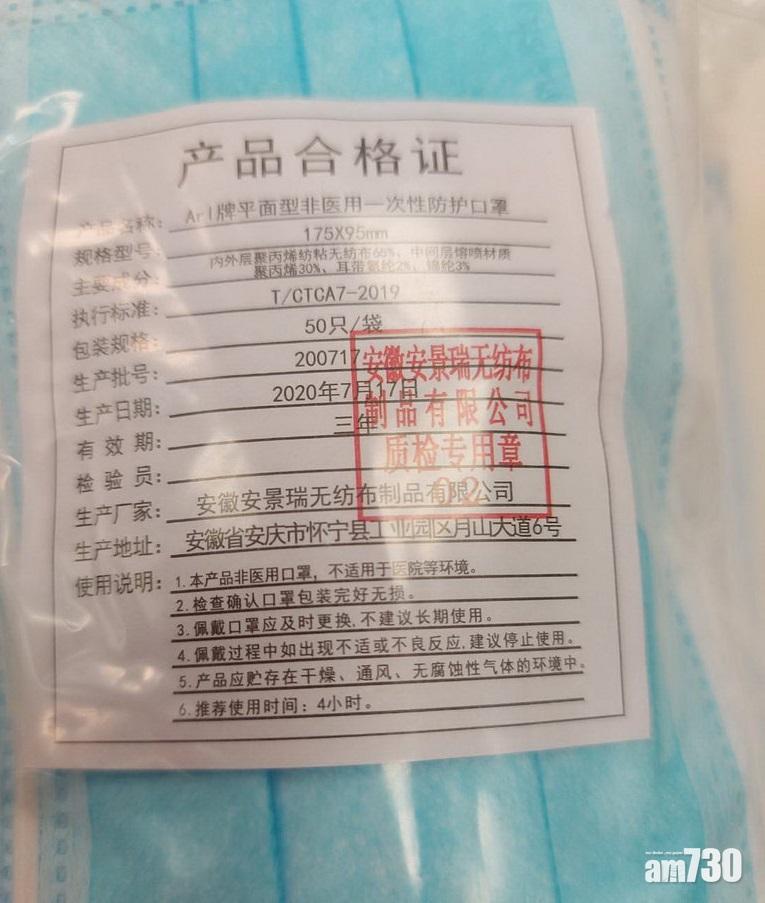 产品合格证
产品名称: Arl牌平面型非医用一次性防护口罩
规格型号: 175X95mm
主要成分: 内外层聚丙烯纺粘无纺布65%、中间层熔喷材质
聚丙烯30%、耳带氨纶2%、锦纶3%
执行标准: T/CTCA7-2019
包装规格: 50只/袋
生产批号: 200717
生产日期: 2020年7月17日
有效期: 三年
检验员:
生产厂家: 安徽安景瑞无纺布制品有限公司
生产地址: 安徽省安庆市怀宁县工业园区月山大道6号
使用说明: 1.本产品非医用口罩，不适用于医院等环境。
2.检查确认口罩包装完好无损。
3.佩戴口罩应及时更换,不建议长期使用。
4.佩戴过程中如出现不适或不良反应,建议停止使用。
5.产品应贮存在干燥、通风、无腐蚀性气体的环境中。
6.推荐使用时间：4小时。
安徽安景瑞无纺布
制品有限公司
质检专用章
02
am730